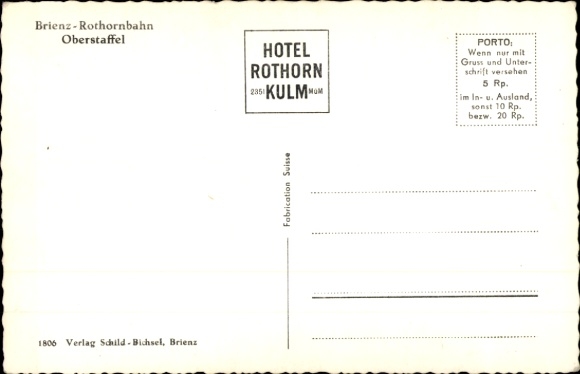 Brienz-Rothornbahn
Oberstaffel
HOTEL
ROTHORN
2351 KULM MüM
PORTO:
Wenn nur mit
Gruss und Unter-
schrift versehen
5 Rp.
im In- u. Ausland,
sonst 10 Rp.
bezw. 20 Rp.
Fabrication Suisse
1806 Verlag Schild-Bichsel, Brienz